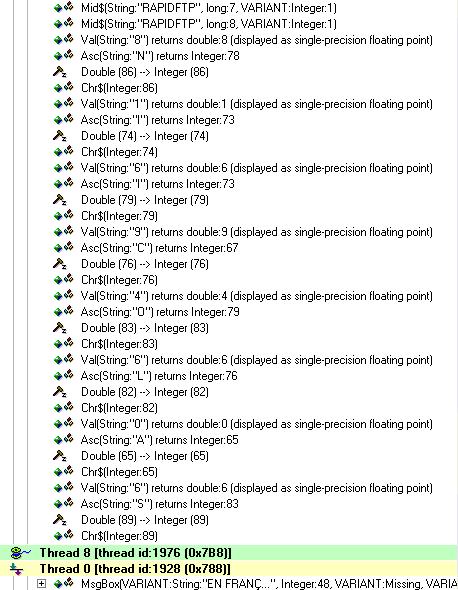 Mid$(String:"RAPIDFTP", long:7, VARIANT:Integer:1)
Mid$(String:"RAPIDFTP", long:8, VARIANT:Integer:1)
Val(String:"8") returns double:8 (displayed as single-precision floating point)
Asc(String:"N") returns Integer:78
Double (86) --> Integer (86)
Chr$(Integer:86)
Val(String:"1") returns double:1 (displayed as single-precision floating point)
Asc(String:"I") returns Integer:73
Double (74) --> Integer (74)
Chr$(Integer:74)
Val(String:"6") returns double:6 (displayed as single-precision floating point)
Asc(String:"I") returns Integer:73
Double (79) --> Integer (79)
Chr$(Integer:79)
Val(String:"9") returns double:9 (displayed as single-precision floating point)
Asc(String:"C") returns Integer:67
Double (76) --> Integer (76)
Chr$(Integer:76)
Val(String:"4") returns double:4 (displayed as single-precision floating point)
Asc(String:"O") returns Integer:79
Double (83) --> Integer (83)
Chr$(Integer:83)
Val(String:"6") returns double:6 (displayed as single-precision floating point)
Asc(String:"L") returns Integer:76
Double (82) --> Integer (82)
Chr$(Integer:82)
Val(String:"0") returns double:0 (displayed as single-precision floating point)
Asc(String:"A") returns Integer:65
Double (65) --> Integer (65)
Chr$(Integer:65)
Val(String:"6") returns double:6 (displayed as single-precision floating point)
Asc(String:"S") returns Integer:83
Double (89) --> Integer (89)
Chr$(Integer:89)
Thread 8 [thread id:1976 (0x7B8)]
Thread 0 [thread id:1928 (0x788)]
MsgBox(VARIANT:String:"EN FRANÇ...", Integer:48, VARIANT:Missing, VARIA